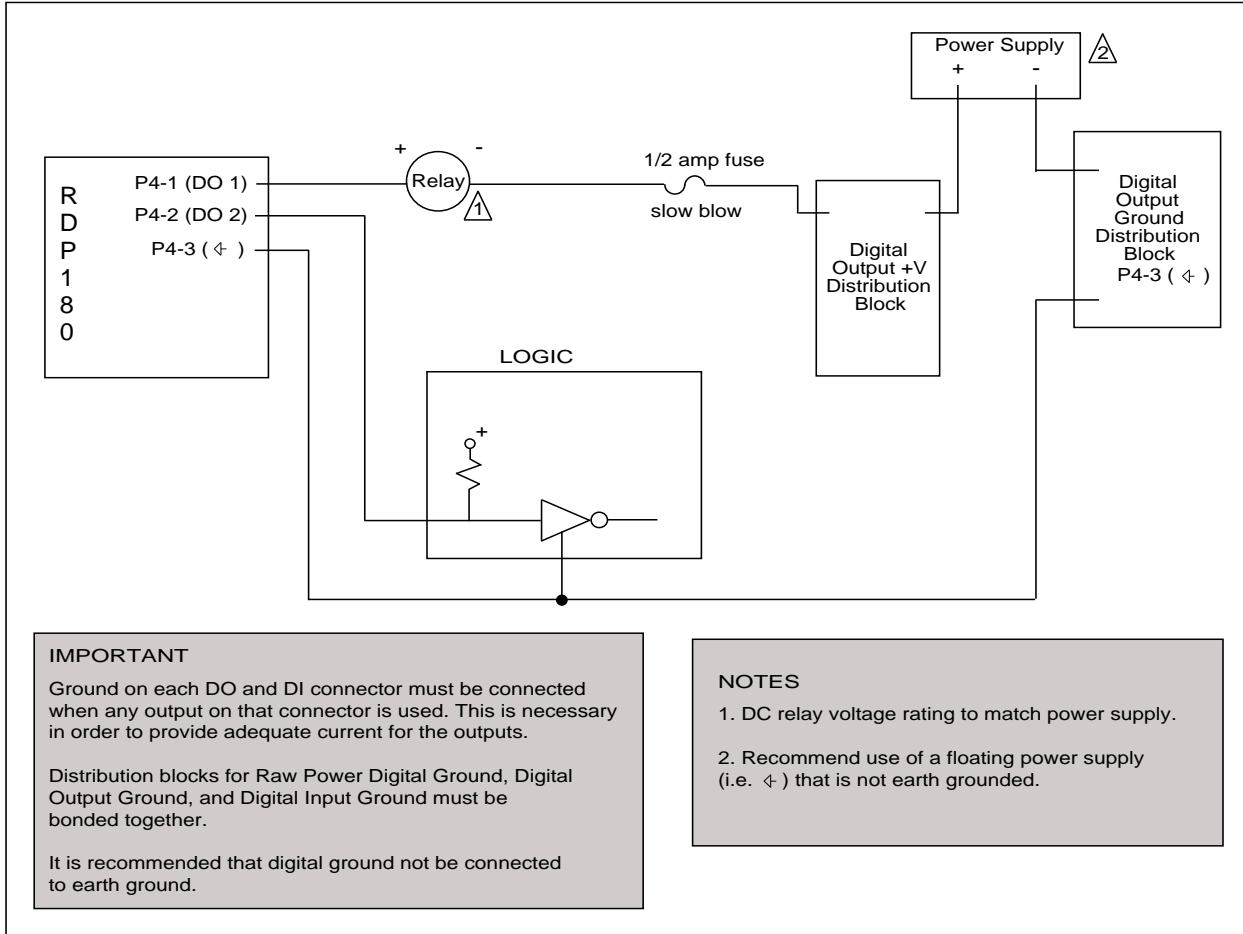 Power Supply
+ -
2
R
D
P
1
8
0
P4-1 (DO 1)
P4-2 (DO 2)
P4-3 ( )
+ -
Relay
1
1/2 amp fuse
slow blow
Digital
Output +V
Distribution
Block
Digital
Output
Ground
Distribution
Block
P4-3 ( )
LOGIC
+
IMPORTANT
Ground on each DO and DI connector must be connected
when any output on that connector is used. This is necessary
in order to provide adequate current for the outputs.
Distribution blocks for Raw Power Digital Ground, Digital
Output Ground, and Digital Input Ground must be
bonded together.
It is recommended that digital ground not be connected
to earth ground.
NOTES
1. DC relay voltage rating to match power supply.
2. Recommend use of a floating power supply
(i.e. ) that is not earth grounded.